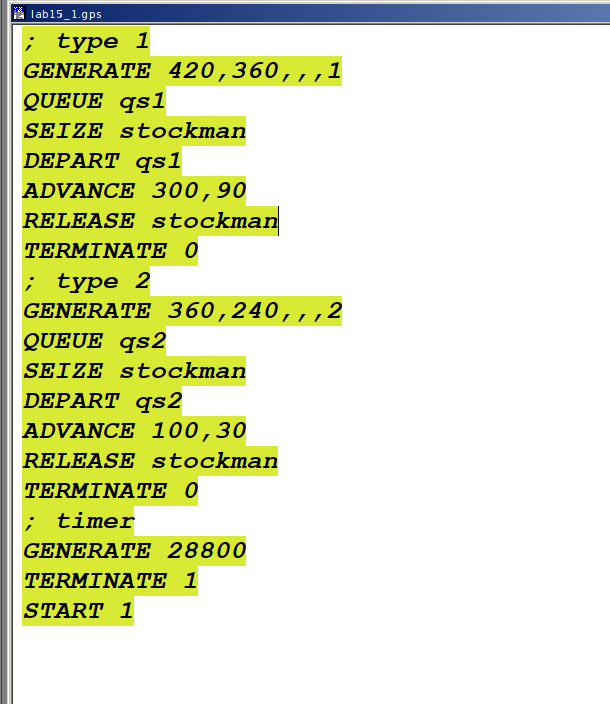 lab15_1.gps
; type 1
GENERATE 420,360,,,1
QUEUE qs1
SEIZE stockman
DEPART qs1
ADVANCE 300,90
RELEASE stockman
TERMINATE 0
; type 2
GENERATE 360,240,,,2
QUEUE qs2
SEIZE stockman
DEPART qs2
ADVANCE 100,30
RELEASE stockman
TERMINATE 0
; timer
GENERATE 28800
TERMINATE 1
START 1